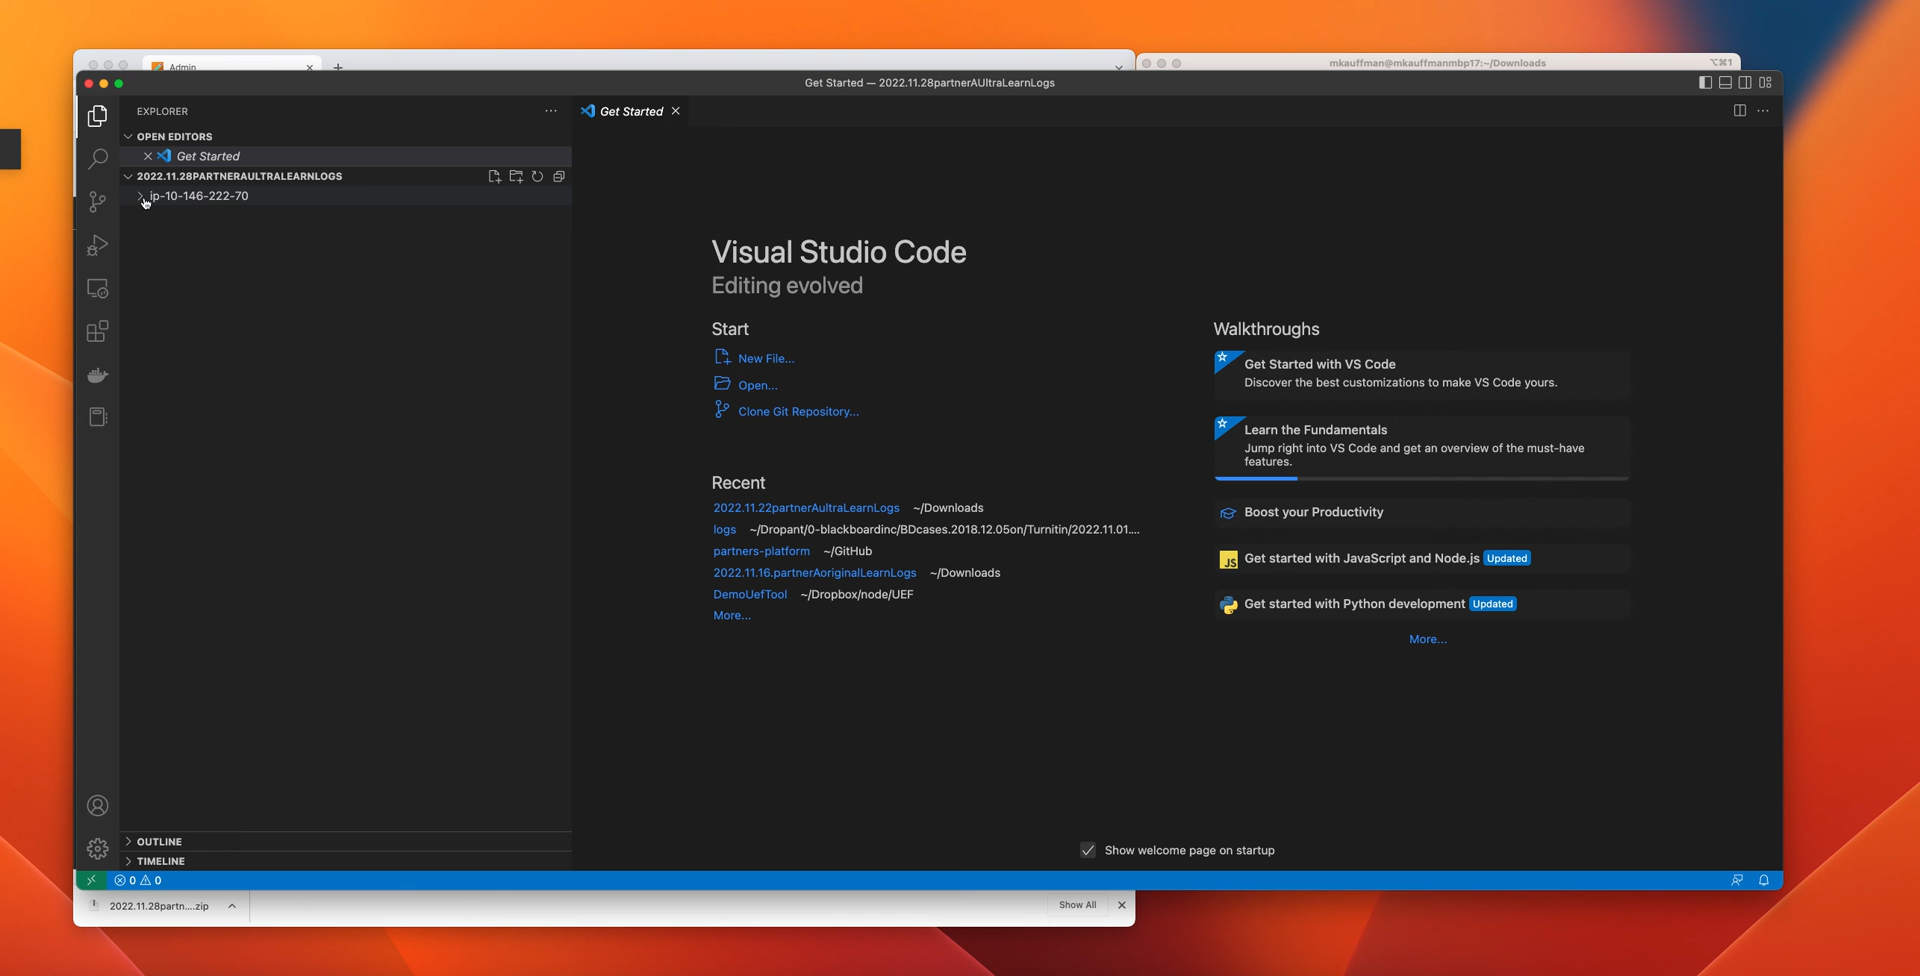 Admin
mkauffman@mkauffmanmbp17:~/Downloads
⌥⌘1
Get Started — 2022.11.28partnerAUltraLearnLogs
EXPLORER
Get Started
OPEN EDITORS
Get Started
2022.11.28PARTNERAULTRALEARNLOGS
ip-10-146-222-70
Visual Studio Code
Editing evolved
Start
New File...
Open...
Clone Git Repository...
Recent
2022.11.22partnerAultraLearnLogs ~/Downloads
logs ~/Dropant/0-blackboardinc/BDcases.2018.12.05on/Turnitin/2022.11.01....
partners-platform ~/GitHub
2022.11.16.partnerAoriginalLearnLogs ~/Downloads
DemoUefTool ~/Dropbox/node/UEF
More...
Walkthroughs
Get Started with VS Code
Discover the best customizations to make VS Code yours.
Learn the Fundamentals
Jump right into VS Code and get an overview of the must-have
features.
Boost your Productivity
JS Get started with JavaScript and Node.js Updated
Get started with Python development Updated
More...
Show welcome page on startup
OUTLINE
TIMELINE
0 0
2022.11.28partn....zip
Show All